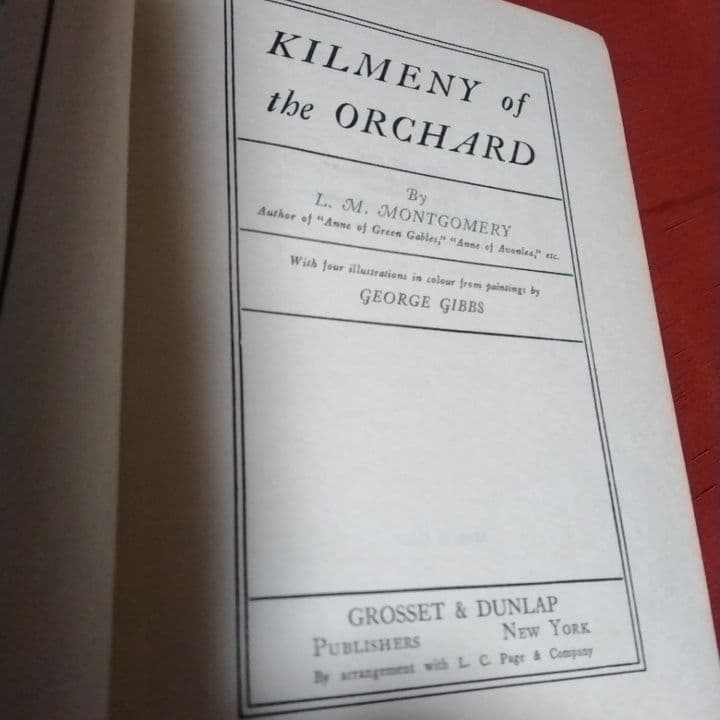 KILMENY of
the ORCHARD
By
L. M. MONTGOMERY
Author of "Anne of Green Gables," "Anne of Avonlea," etc.
With four illustrations in colour from paintings by
GEORGE GIBBS
GROSSET & DUNLAP
PUBLISHERS NEW YORK
By arrangement with L. C. Page & Company